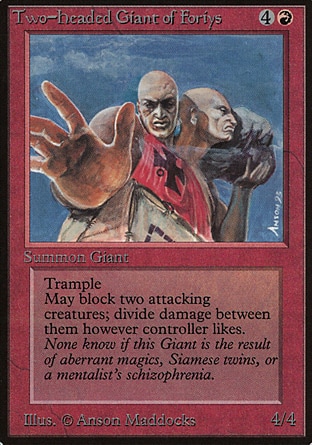 Two-Headed Giant of Foriys 4
Anson 93
Summon Giant
Trample
May block two attacking
creatures; divide damage between
them however controller likes.
None know if this Giant is the result
of aberrant magics, Siamese twins, or
a mentalist's schizophrenia.
Illus. © Anson Maddocks 4/4